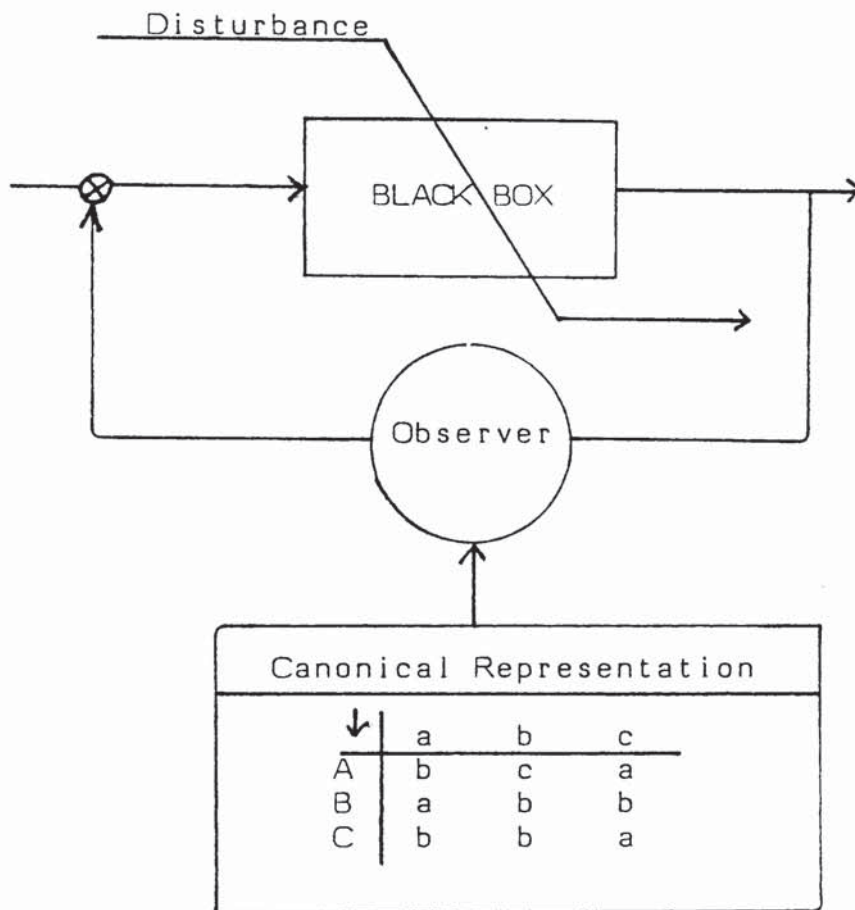 Disturbance
BLACK BOX
Observer
Canonical Representation
↓ a b c
A b c a
B a b b
C b b a